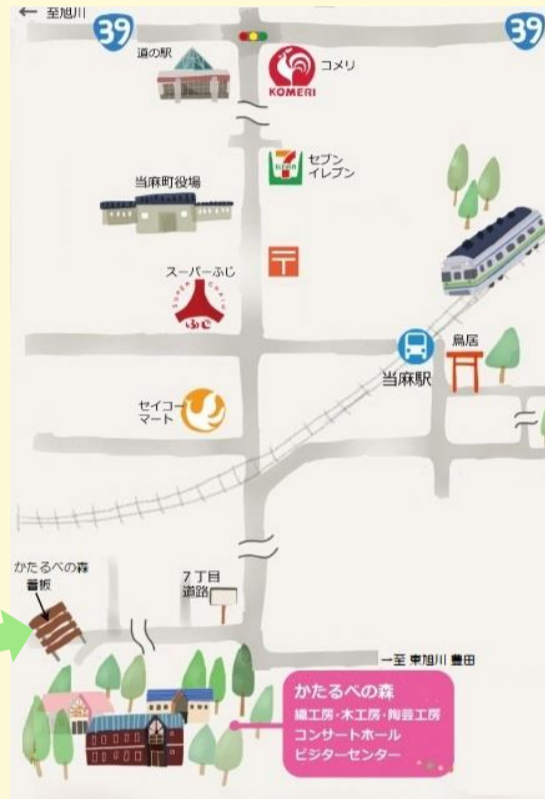 ← 至旭川
39
39
道の駅
コメリ
KOMERI
7
セブン
イレブン
当麻町役場
〒
スーパーふじ
SUPER CHAIN
ふじ
鳥居
当麻駅
セイコー
マート
かたるべの森
看板
7丁目
道路
→至 東旭川 豊田
かたるべの森
織工房・木工房・陶芸工房
コンサートホール
ビジターセンター